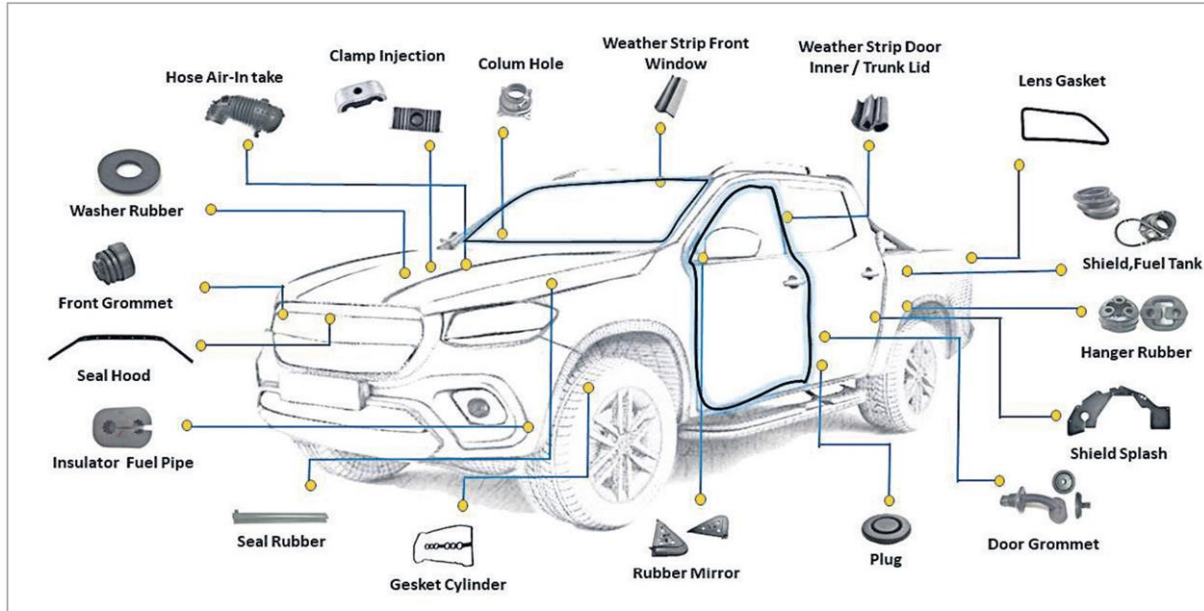 Clamp Injection
Colum Hole
Weather Strip Front
Window
Weather Strip Door
Inner / Trunk Lid
Hose Air-In take
Lens Gasket
Washer Rubber
Shield,Fuel Tank
Front Grommet
Hanger Rubber
Seal Hood
Shield Splash
Insulator Fuel Pipe
Door Grommet
Seal Rubber
Gesket Cylinder
Rubber Mirror
Plug